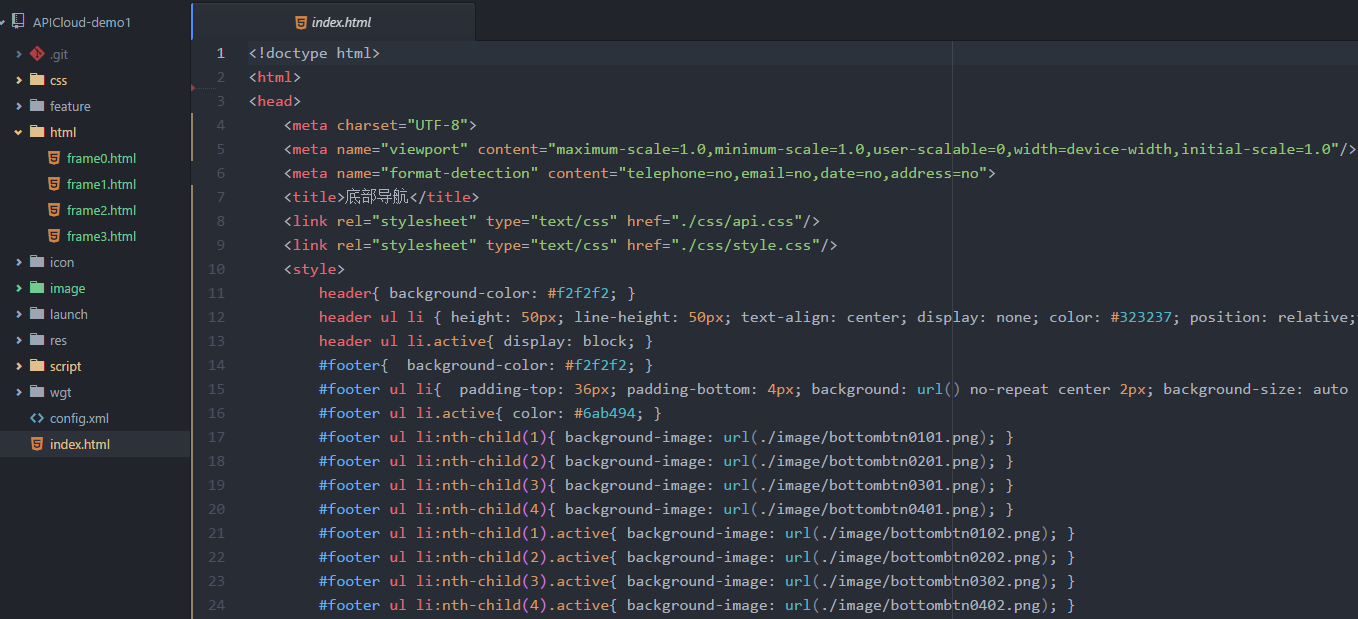 APICloud-demo1
.git
css
feature
html
frame0.html
frame1.html
frame2.html
frame3.html
icon
image
launch
res
script
wgt
config.xml
index.html
index.html
1 <!doctype html>
2 <html>
3 <head>
4 <meta charset="UTF-8">
5 <meta name="viewport" content="maximum-scale=1.0,minimum-scale=1.0,user-scalable=0,width=device-width,initial-scale=1.0"/>
6 <meta name="format-detection" content="telephone=no,email=no,date=no,address=no">
7 <title>底部导航</title>
8 <link rel="stylesheet" type="text/css" href="./css/api.css"/>
9 <link rel="stylesheet" type="text/css" href="./css/style.css"/>
10 <style>
11 header{ background-color: #f2f2f2; }
12 header ul li { height: 50px; line-height: 50px; text-align: center; display: none; color: #323237; position: relative;
13 header ul li.active{ display: block; }
14 #footer{  background-color: #f2f2f2; }
15 #footer ul li{  padding-top: 36px; padding-bottom: 4px; background: url() no-repeat center 2px; background-size: auto
16 #footer ul li.active{ color: #6ab494; }
17 #footer ul li:nth-child(1){ background-image: url(./image/bottombtn0101.png); }
18 #footer ul li:nth-child(2){ background-image: url(./image/bottombtn0201.png); }
19 #footer ul li:nth-child(3){ background-image: url(./image/bottombtn0301.png); }
20 #footer ul li:nth-child(4){ background-image: url(./image/bottombtn0401.png); }
21 #footer ul li:nth-child(1).active{ background-image: url(./image/bottombtn0102.png); }
22 #footer ul li:nth-child(2).active{ background-image: url(./image/bottombtn0202.png); }
23 #footer ul li:nth-child(3).active{ background-image: url(./image/bottombtn0302.png); }
24 #footer ul li:nth-child(4).active{ background-image: url(./image/bottombtn0402.png); }